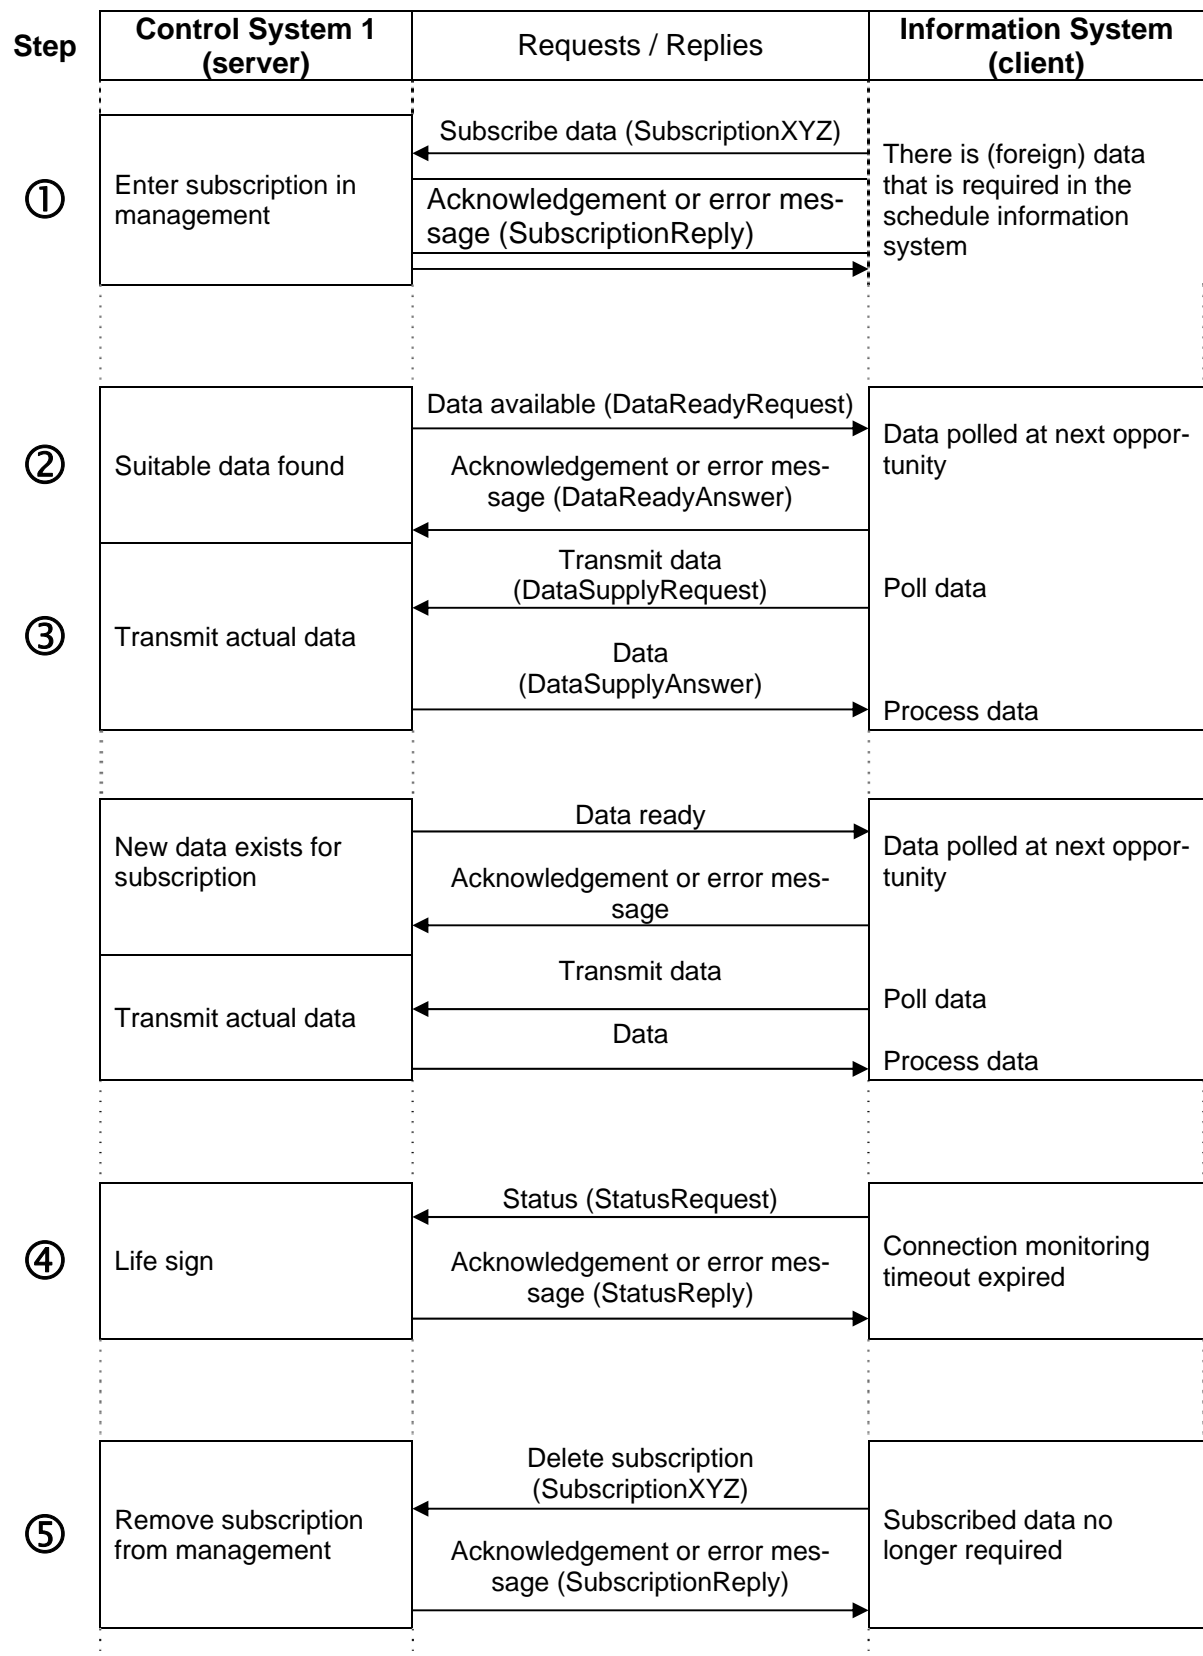 Step
Control System 1
(server)
Requests / Replies
Information System
(client)
①
Enter subscription in
management
Subscribe data (SubscriptionXYZ)
Acknowledgement or error mes-
sage (SubscriptionReply)
There is (foreign) data
that is required in the
schedule information
system
②
Suitable data found
Data available (DataReadyRequest)
Acknowledgement or error mes-
sage (DataReadyAnswer)
Data polled at next oppor-
tunity
③
Transmit actual data
Transmit data
(DataSupplyRequest)
Data
(DataSupplyAnswer)
Poll data
Process data
New data exists for
subscription
Data ready
Acknowledgement or error mes-
sage
Data polled at next oppor-
tunity
Transmit actual data
Transmit data
Data
Poll data
Process data
④
Life sign
Status (StatusRequest)
Acknowledgement or error mes-
sage (StatusReply)
Connection monitoring
timeout expired
⑤
Remove subscription
from management
Delete subscription
(SubscriptionXYZ)
Acknowledgement or error mes-
sage (SubscriptionReply)
Subscribed data no
longer required